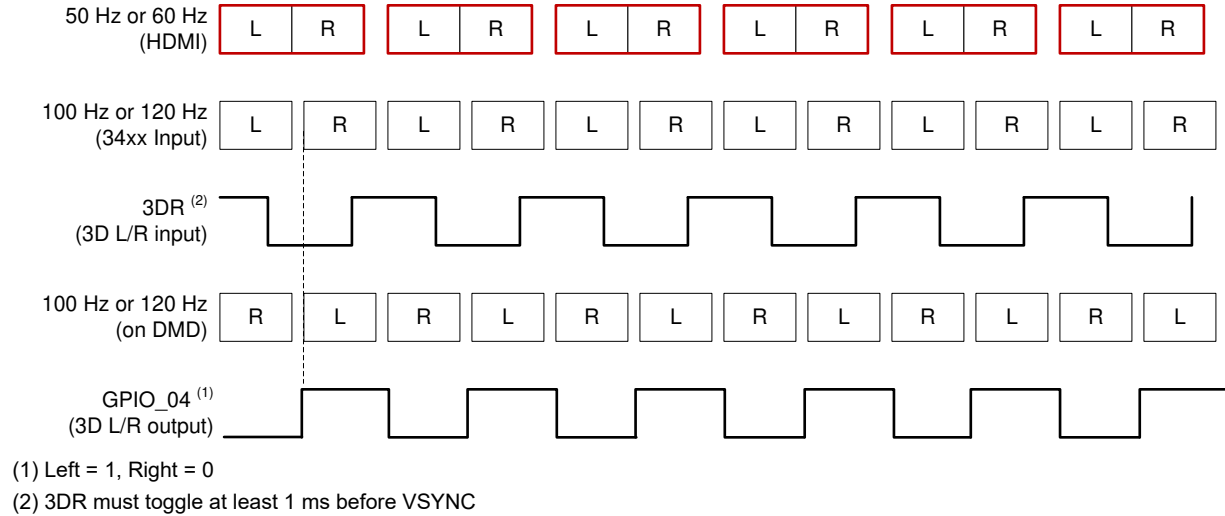 50 Hz or 60 Hz
(HDMI)
L R L R L R L R L R L R
100 Hz or 120 Hz
(34xx Input)
L R L R L R L R L R L R
3DR (2)
(3D L/R input)
100 Hz or 120 Hz
(on DMD)
R L R L R L R L R L R L
GPIO_04 (1)
(3D L/R output)
(1) Left = 1, Right = 0
(2) 3DR must toggle at least 1 ms before VSYNC